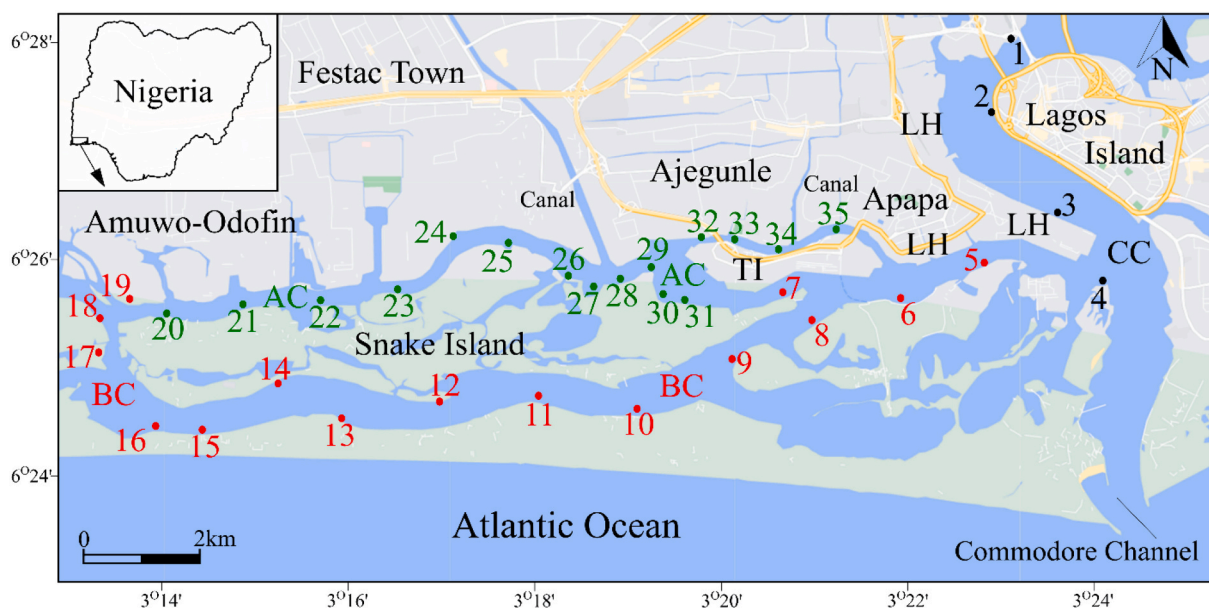 6°28'
6°26'
6°24'
Nigeria
Festac Town
Ajegunle
Canal
Canal
Apapa
Amuwo-Odofin
LH
LH
LH
Lagos
Island
N
CC
TI
AC
AC
Snake Island
BC
BC
1
2
3
4
5
6
7
8
9
10
11
12
13
14
15
16
17
18
19
20
21
22
23
24
25
26
27
28
29
30
31
32
33
34
35
Atlantic Ocean
Commodore Channel
0 2km
3°14'
3°16'
3°18'
3°20'
3°22'
3°24'